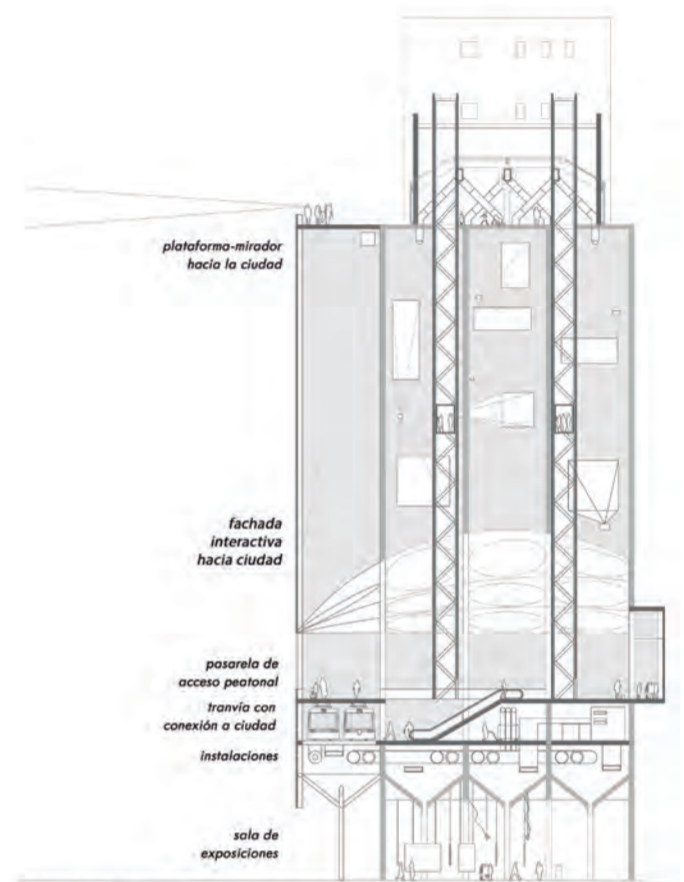 plataforma-mirador
hacia la ciudad
fachada
interactiva
hacia ciudad
pasarela de
acceso peatonal
tranvía con
conexión a ciudad
instalaciones
sala de
exposiciones